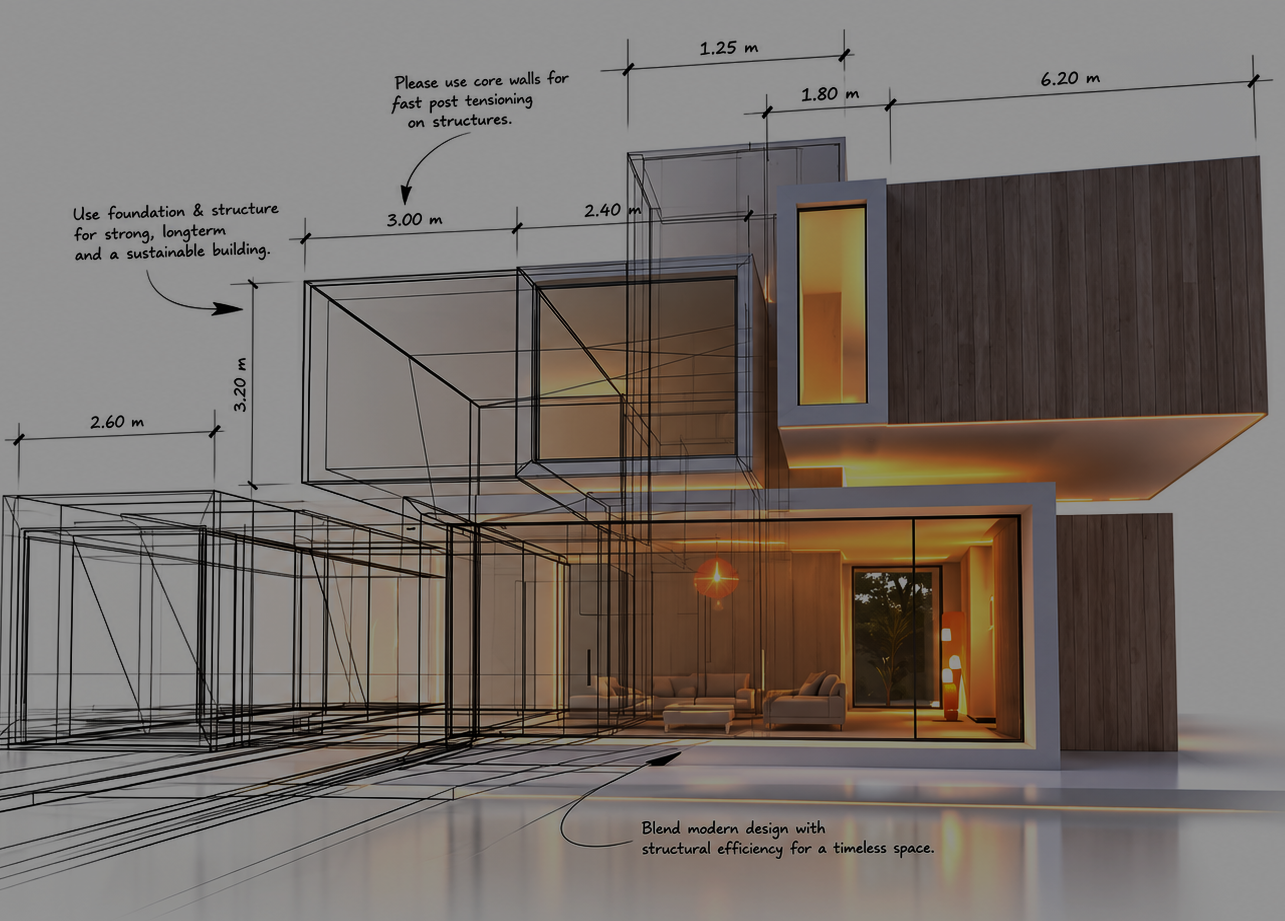 1.25 m
6.20 m
1.80 m
Please use core walls for
fast post tensioning
on structures.
Use foundation & structure
for strong, longterm
and a sustainable building.
3.00 m
2.40 m
3.20 m
2.60 m
Blend modern design with
structural efficiency for a timeless space.